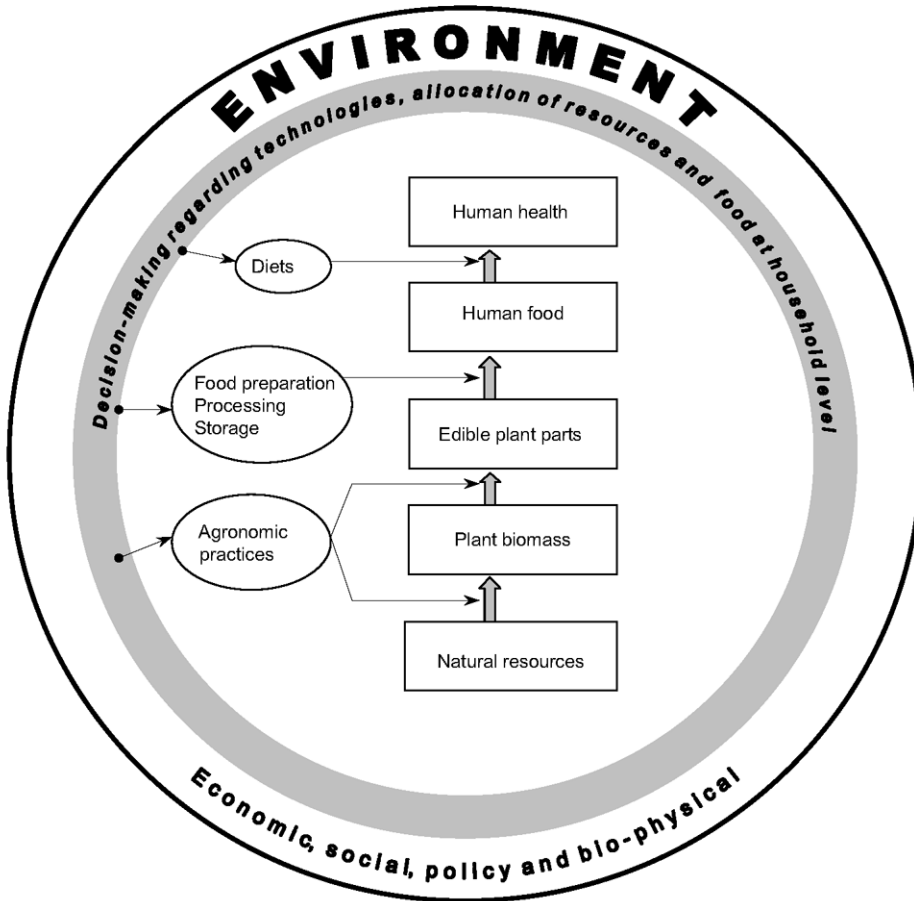 ENVIRONMENT
Decision-making regarding technologies, allocation of resources and food at household level
Human health
Diets
Human food
Food preparation
Processing
Storage
Edible plant parts
Agronomic
practices
Plant biomass
Natural resources
Economic, social, policy and bio-physical